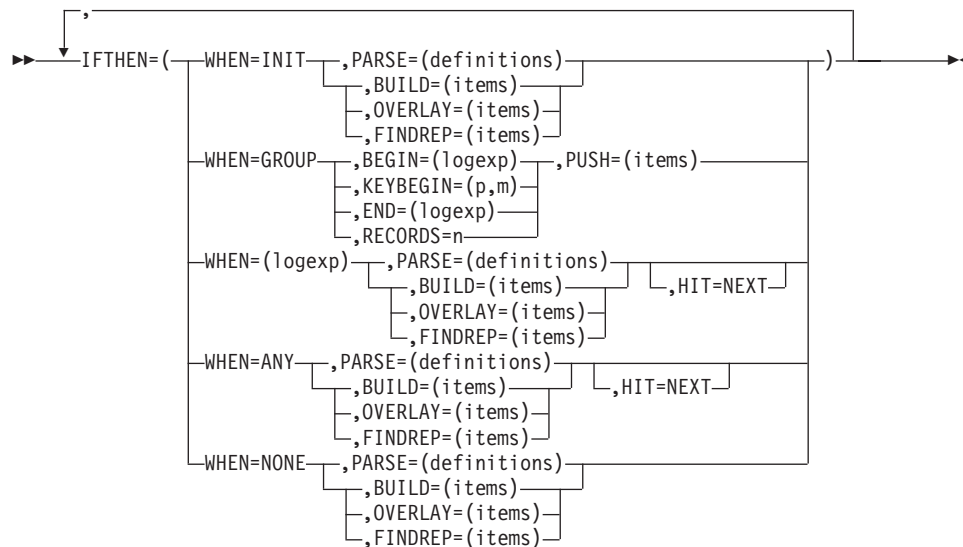 ,
IFTHEN=( WHEN=INIT ,PARSE=(definitions) )
,BUILD=(items)
,OVERLAY=(items)
,FINDREP=(items)
WHEN=GROUP ,BEGIN=(logexp) ,PUSH=(items)
,KEYBEGIN=(p,m)
,END=(logexp)
,RECORDS=n
WHEN=(logexp) ,PARSE=(definitions)
,BUILD=(items) ,HIT=NEXT
,OVERLAY=(items)
,FINDREP=(items)
WHEN=ANY ,PARSE=(definitions)
,BUILD=(items) ,HIT=NEXT
,OVERLAY=(items)
,FINDREP=(items)
WHEN=NONE ,PARSE=(definitions)
,BUILD=(items)
,OVERLAY=(items)
,FINDREP=(items)